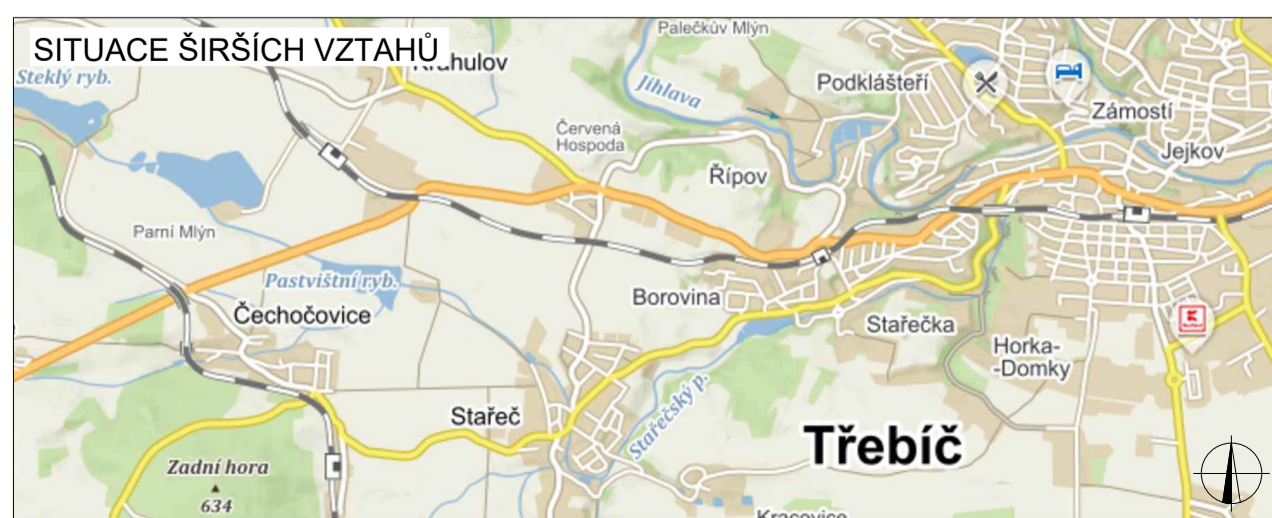 SITUACE ŠIRŠÍCH VZTAHŮ
Palečkův Mlýn
Krahulov
Steklý ryb.
Jihlava
Podklášteří
Zámostí
Červená
Hospoda
Jejkov
Řípov
Parní Mlýn
Pastvištní ryb.
Borovina
Čechočovice
Stařečka
Horka-
-Domky
Stařeč
Stařečský p.
Třebíč
Zadní hora
634
Kracovice